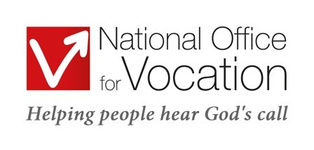 National Office
for Vocation
Helping people hear God's call